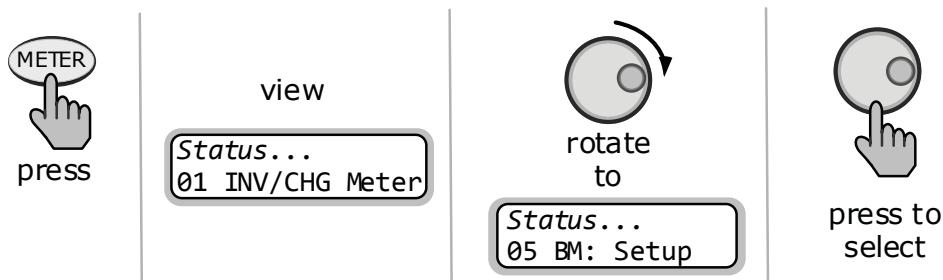 METER
press
view
Status...
01 INV/CHG Meter
rotate
to
Status...
05 BM: Setup
press to
select